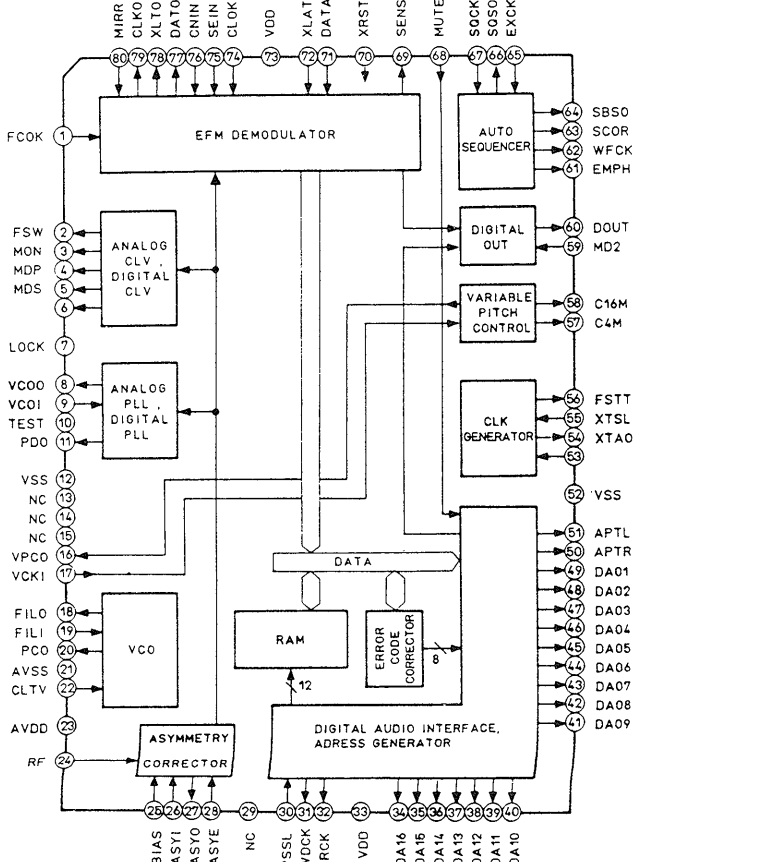 MIRR
CLKO
XLTO
DATO
CNIN
SEIN
CLOK
VDD
XLAT
DATA
XRST
SENS
MUTE
SQCK
SQSO
EXCK
80
79
78
77
76
75
74
73
72
71
70
69
68
67
66
65
FCOK
1
EFM DEMODULATOR
AUTO
SEQUENCER
64
SBSO
63
SCOR
62
WFCK
61
EMPH
FSW
2
MON
3
MDP
4
MDS
5
6
ANALOG
CLV ,
DIGITAL
CLV
DIGITAL
OUT
60
DOUT
59
MD2
VARIABLE
PITCH
CONTROL
58
C16M
57
C4M
LOCK
7
VCOO
8
VCOI
9
TEST
10
PDO
11
ANALOG
PLL ,
DIGITAL
PLL
CLK
GENERATOR
56
FSTT
55
XTSL
54
XTAO
53
52
VSS
VSS
12
NC
13
NC
14
NC
15
VPCO
16
VCKI
17
DATA
51
APTL
50
APTR
49
DA01
48
DA02
47
DA03
46
DA04
45
DA05
44
DA06
43
DA07
42
DA08
41
DA09
FILO
18
FILI
19
PCO
20
AVSS
21
CLTV
22
VCO
RAM
ERROR
CODE
CORRECTOR
8
12
AVDD
23
RF
24
ASYMMETRY
CORRECTOR
DIGITAL AUDIO INTERFACE,
ADRESS GENERATOR
25
26
27
28
29
30
31
32
33
34
35
36
37
38
39
40
BIAS
ASYI
ASYO
ASYE
NC
PSSL
WDCK
LRCK
VDD
DA16
DA15
DA14
DA13
DA12
DA11
DA10